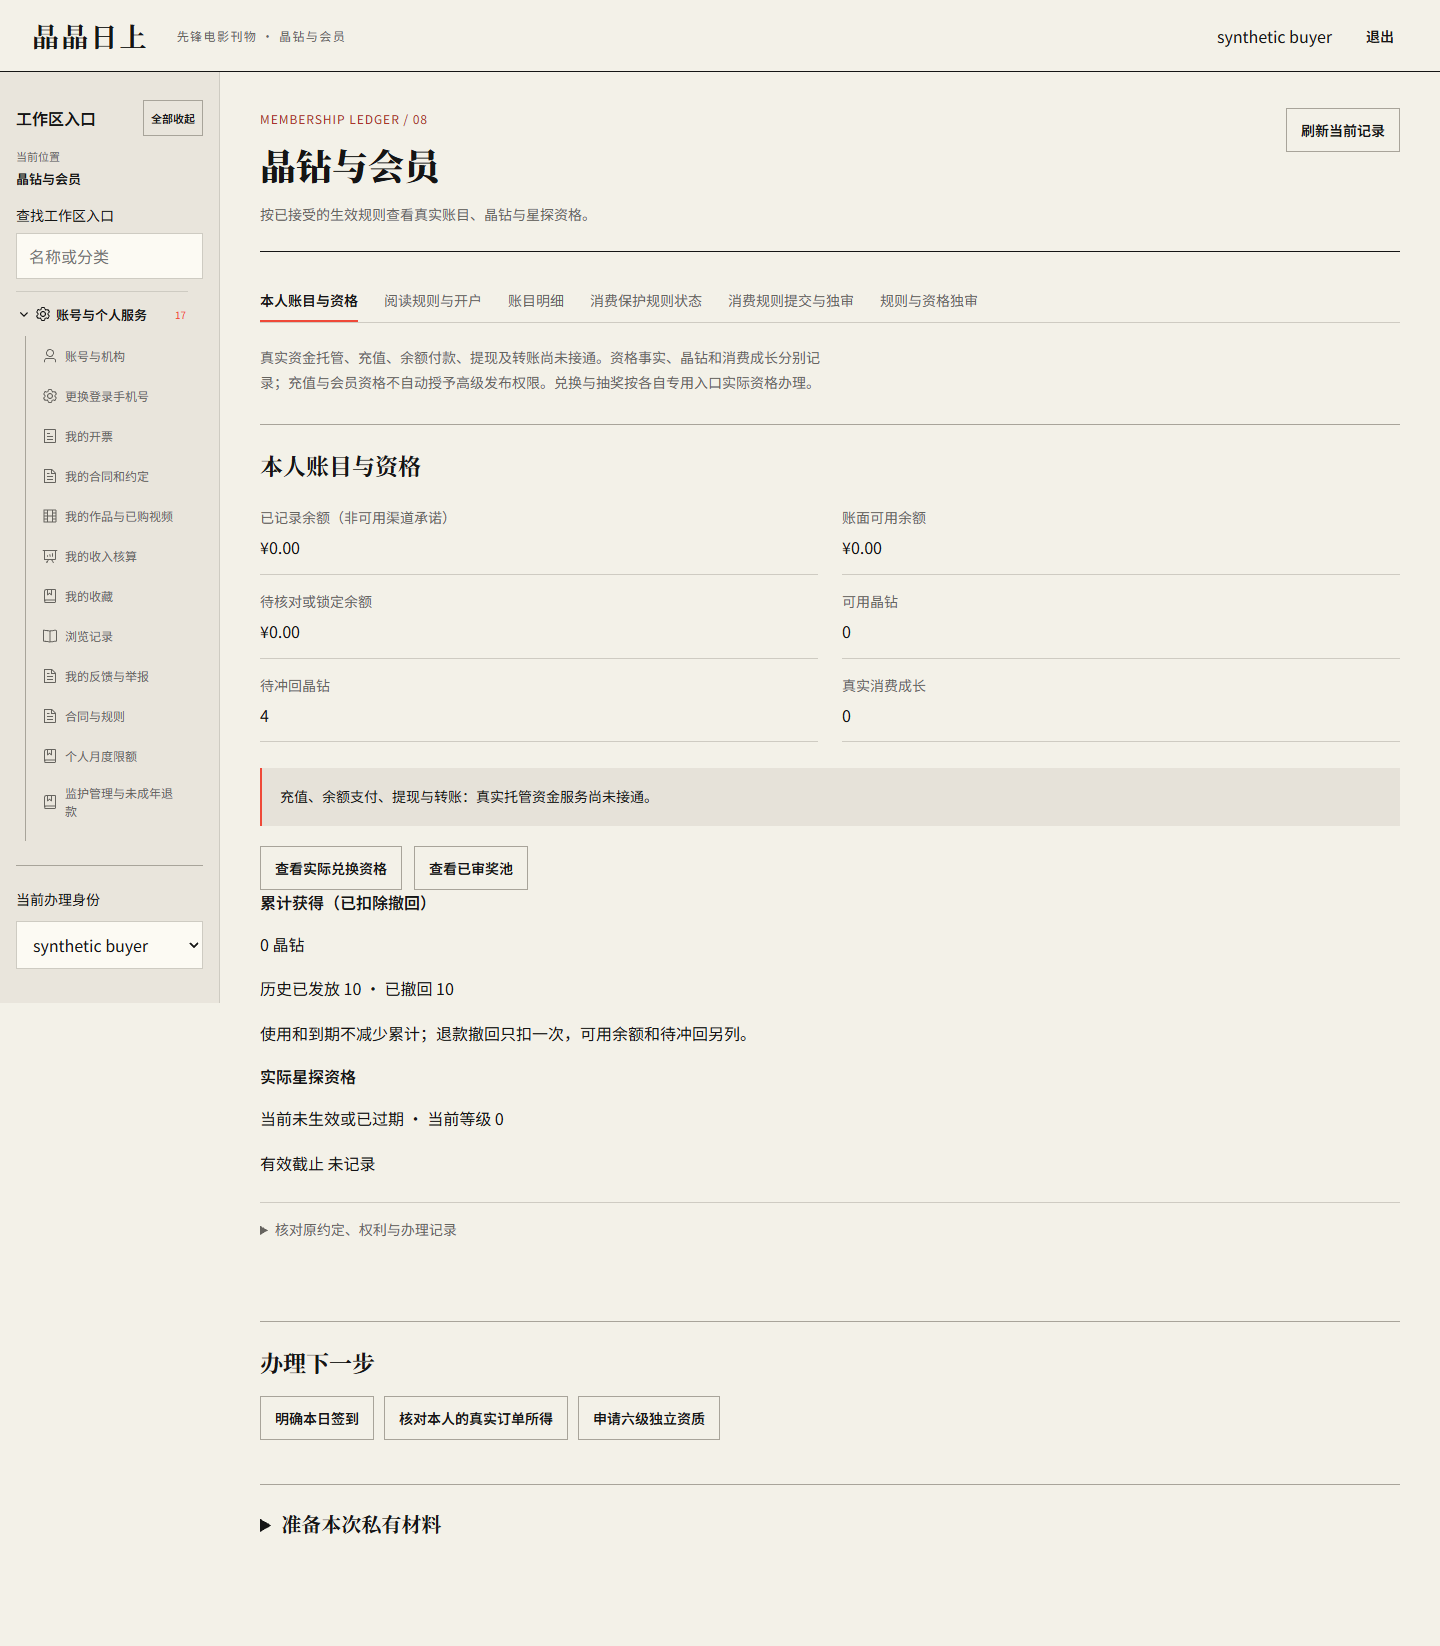 晶晶日上
先锋电影刊物 · 晶钻与会员
synthetic buyer
退出
工作区入口
全部收起
当前位置
晶钻与会员
查找工作区入口
名称或分类
账号与个人服务
17
账号与机构
更换登录手机号
我的开票
我的合同和约定
我的作品与已购视频
我的收入核算
我的收藏
浏览记录
我的反馈与举报
合同与规则
个人月度限额
监护管理与未成年退
款
当前办理身份
synthetic buyer
MEMBERSHIP LEDGER / 08
晶钻与会员
按已接受的生效规则查看真实账目、晶钻与星探资格。
刷新当前记录
本人账目与资格
阅读规则与开户
账目明细
消费保护规则状态
消费规则提交与独审
规则与资格独审
真实资金托管、充值、余额付款、提现及转账尚未接通。资格事实、晶钻和消费成长分别记
录；充值与会员资格不自动授予高级发布权限。兑换与抽奖按各自专用入口实际资格办理。
本人账目与资格
已记录余额（非可用渠道承诺）
¥0.00
账面可用余额
¥0.00
待核对或锁定余额
¥0.00
可用晶钻
0
待冲回晶钻
4
真实消费成长
0
充值、余额支付、提现与转账：真实托管资金服务尚未接通。
查看实际兑换资格
查看已审奖池
累计获得（已扣除撤回）
0 晶钻
历史已发放 10 · 已撤回 10
使用和到期不减少累计；退款撤回只扣一次，可用余额和待冲回另列。
实际星探资格
当前未生效或已过期 · 当前等级 0
有效截止 未记录
核对原约定、权利与办理记录
办理下一步
明确本日签到
核对本人的真实订单所得
申请六级独立资质
准备本次私有材料